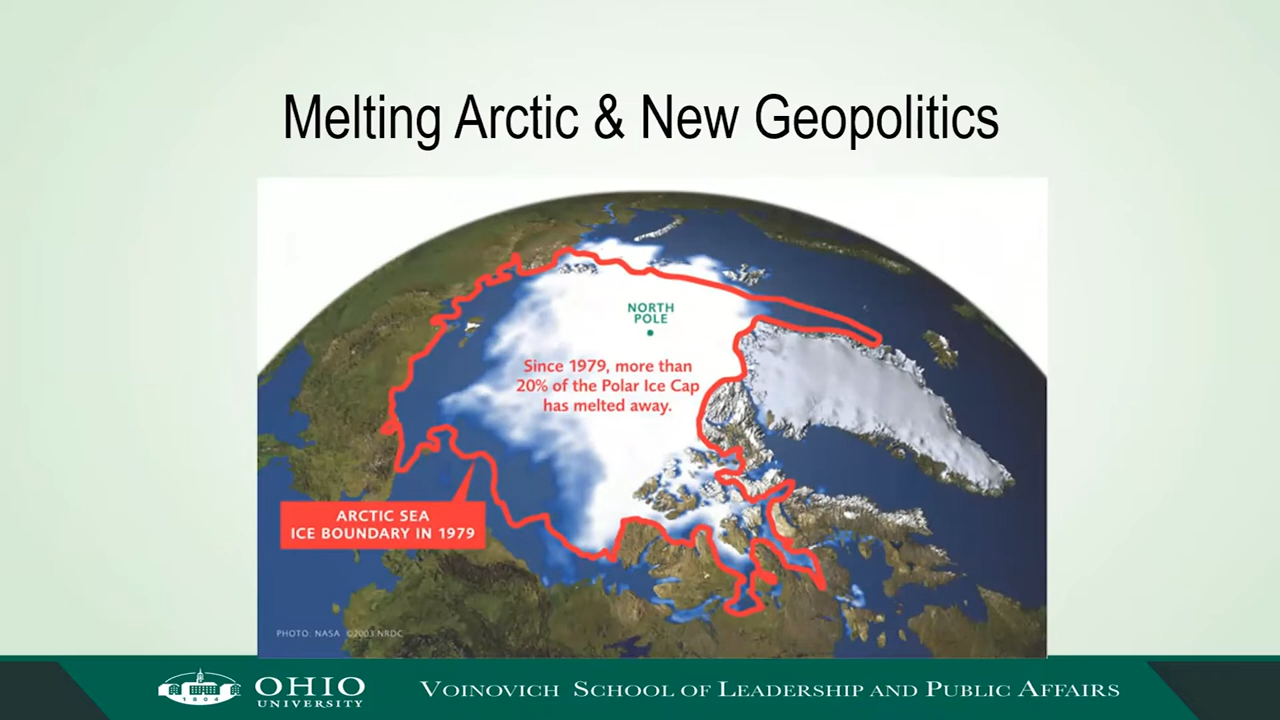 Melting Arctic & New Geopolitics
NORTH
POLE
Since 1979, more than
20% of the Polar Ice Cap
has melted away.
ARCTIC SEA
ICE BOUNDARY IN 1979
PHOTO: NASA ©2003 NRDC
1804
OHIO
UNIVERSITY
VOINOVICH SCHOOL OF LEADERSHIP AND PUBLIC AFFAIRS